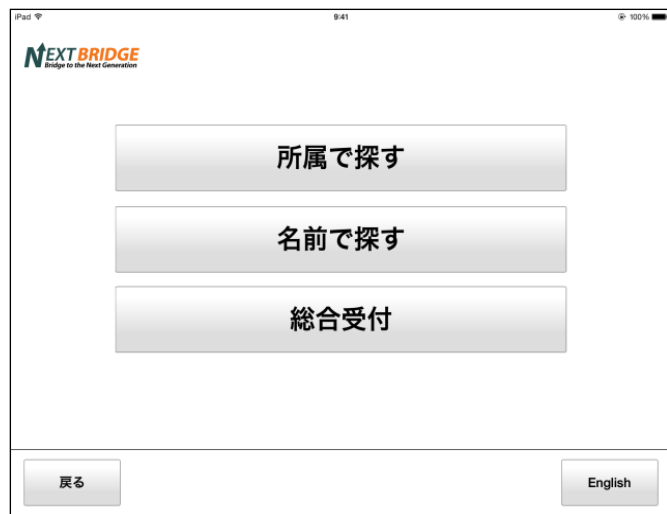 iPad 9:41 100%
NEXT BRIDGE
Bridge to the Next Generation
所属で探す
名前で探す
総合受付
戻る English